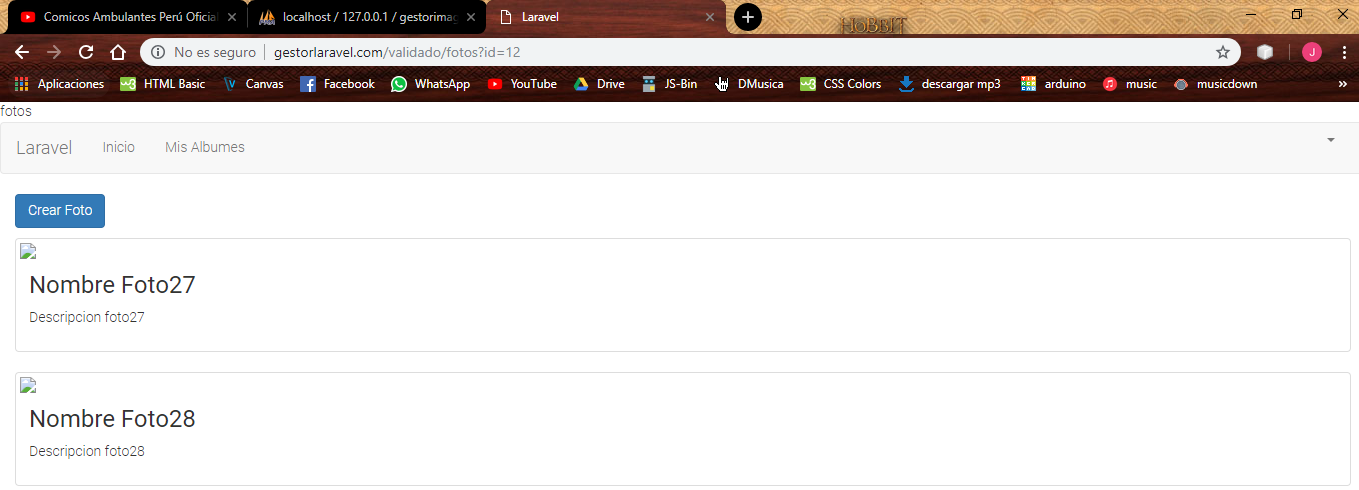 Comicos Ambulantes Perú Oficial
localhost / 127.0.0.1 / gestorimag
Laravel
HOBBIT
No es seguro
gestorlaravel.com/validado/fotos?id=12
J
Aplicaciones
HTML Basic
Canvas
Facebook
WhatsApp
YouTube
Drive
JS-Bin
DMusica
CSS Colors
descargar mp3
arduino
music
musicdown
fotos
Laravel
Inicio
Mis Albumes
Crear Foto
Nombre Foto27
Descripcion foto27
Nombre Foto28
Descripcion foto28